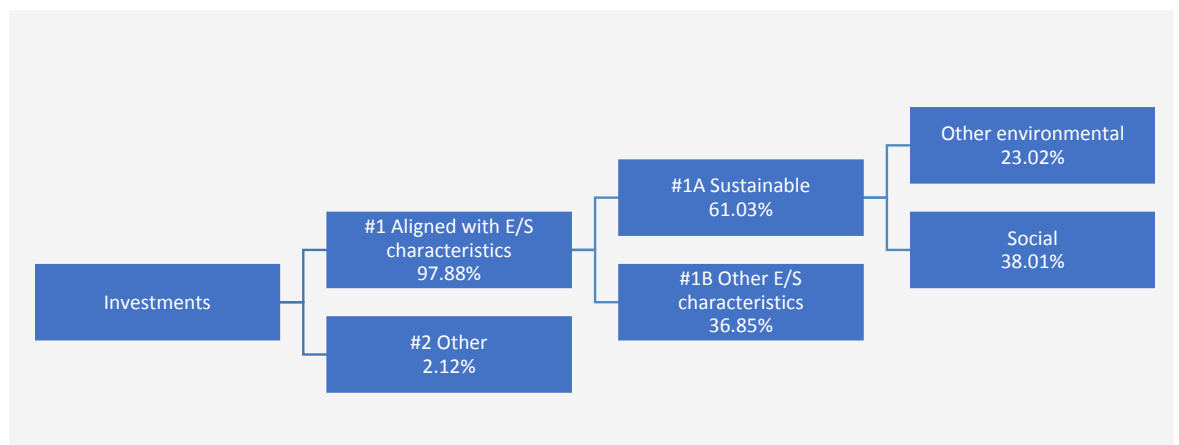 Investments
#1 Aligned with E/S
characteristics
97.88%
#2 Other
2.12%
#1A Sustainable
61.03%
#1B Other E/S
characteristics
36.85%
Other environmental
23.02%
Social
38.01%